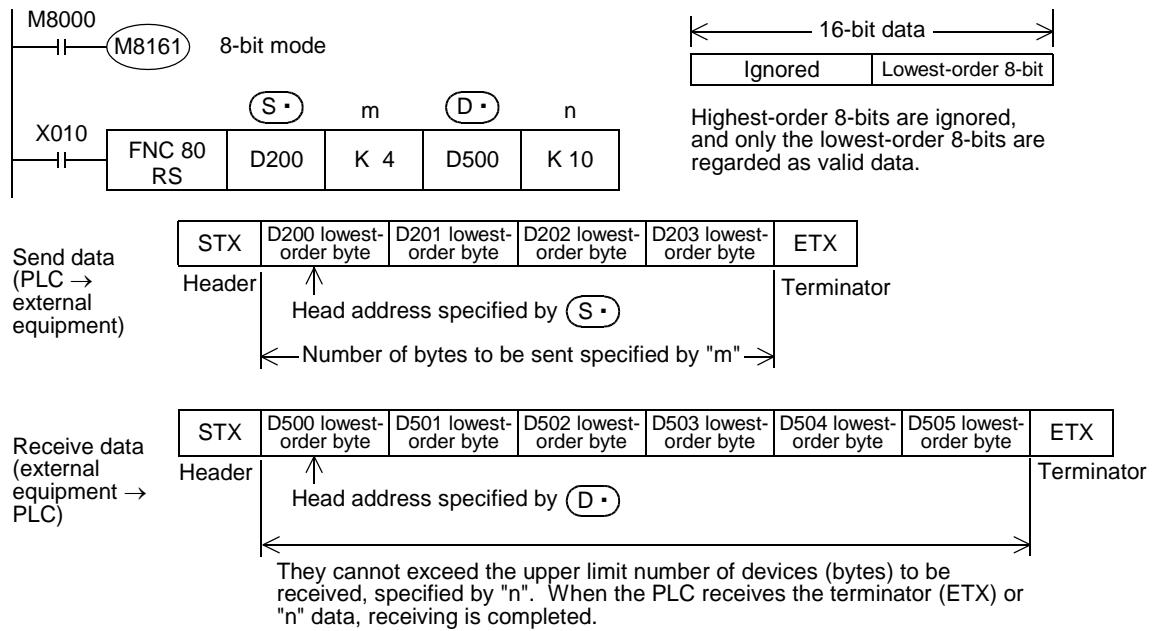 M8000
M8161
8-bit mode
16-bit data
Ignored
Lowest-order 8-bit
Highest-order 8-bits are ignored,
and only the lowest-order 8-bits are
regarded as valid data.
S・ m D・ n
X010
FNC 80
RS
D200
K 4
D500
K 10
Send data
(PLC →
external
equipment)
STX
D200 lowest-
order byte
D201 lowest-
order byte
D202 lowest-
order byte
D203 lowest-
order byte
ETX
Header
Terminator
Head address specified by S・
Number of bytes to be sent specified by "m"
Receive data
(external
equipment →
PLC)
STX
D500 lowest-
order byte
D501 lowest-
order byte
D502 lowest-
order byte
D503 lowest-
order byte
D504 lowest-
order byte
D505 lowest-
order byte
ETX
Header
Terminator
Head address specified by D・
They cannot exceed the upper limit number of devices (bytes) to be
received, specified by "n". When the PLC receives the terminator (ETX) or
"n" data, receiving is completed.